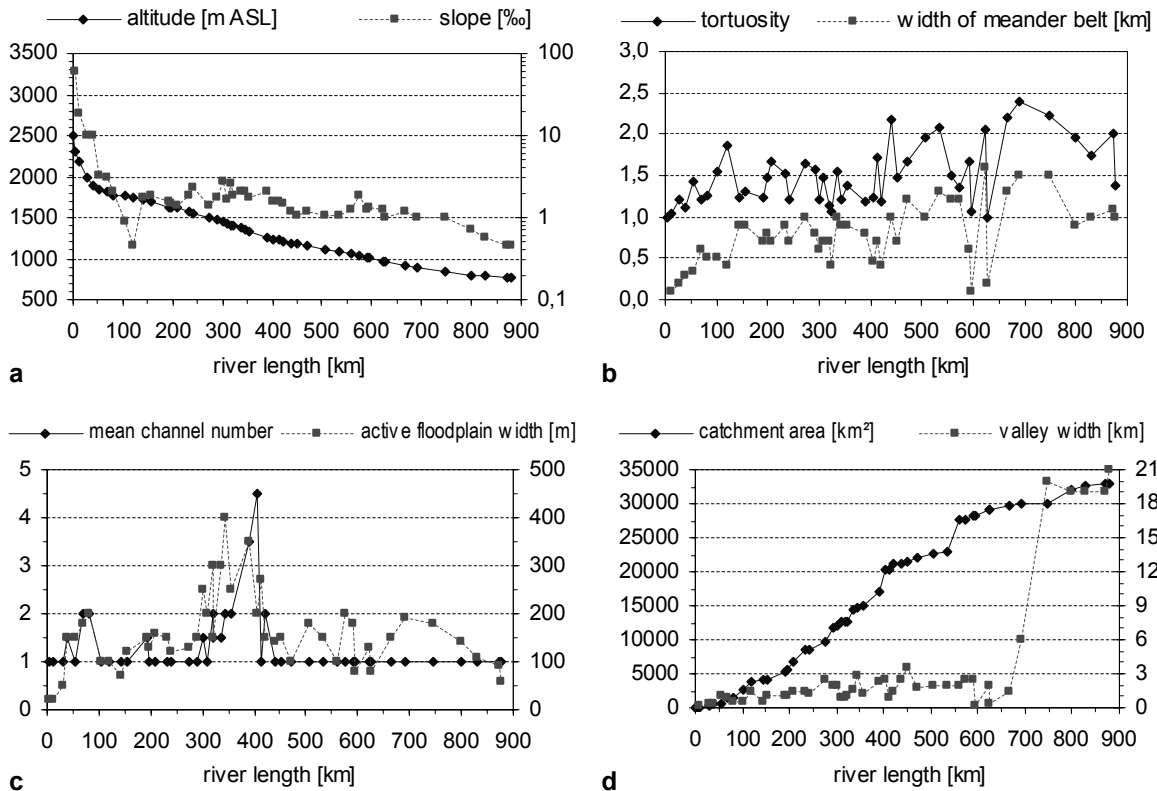 altitude [m ASL] slope [‰]
3500 100
3000
2500 10
2000
1500 1
1000
500 0,1
0 100 200 300 400 500 600 700 800 900
river length [km]
a
tortuosity width of meander belt [km]
3,0
2,5
2,0
1,5
1,0
0,5
0,0
0 100 200 300 400 500 600 700 800 900
river length [km]
b
mean channel number active floodplain width [m]
5 500
4 400
3 300
2 200
1 100
0 0
0 100 200 300 400 500 600 700 800 900
river length [km]
c
catchment area [km²] valley width [km]
35000 21
30000 18
25000 15
20000 12
15000 9
10000 6
5000 3
0 0
0 100 200 300 400 500 600 700 800 900
river length [km]
d